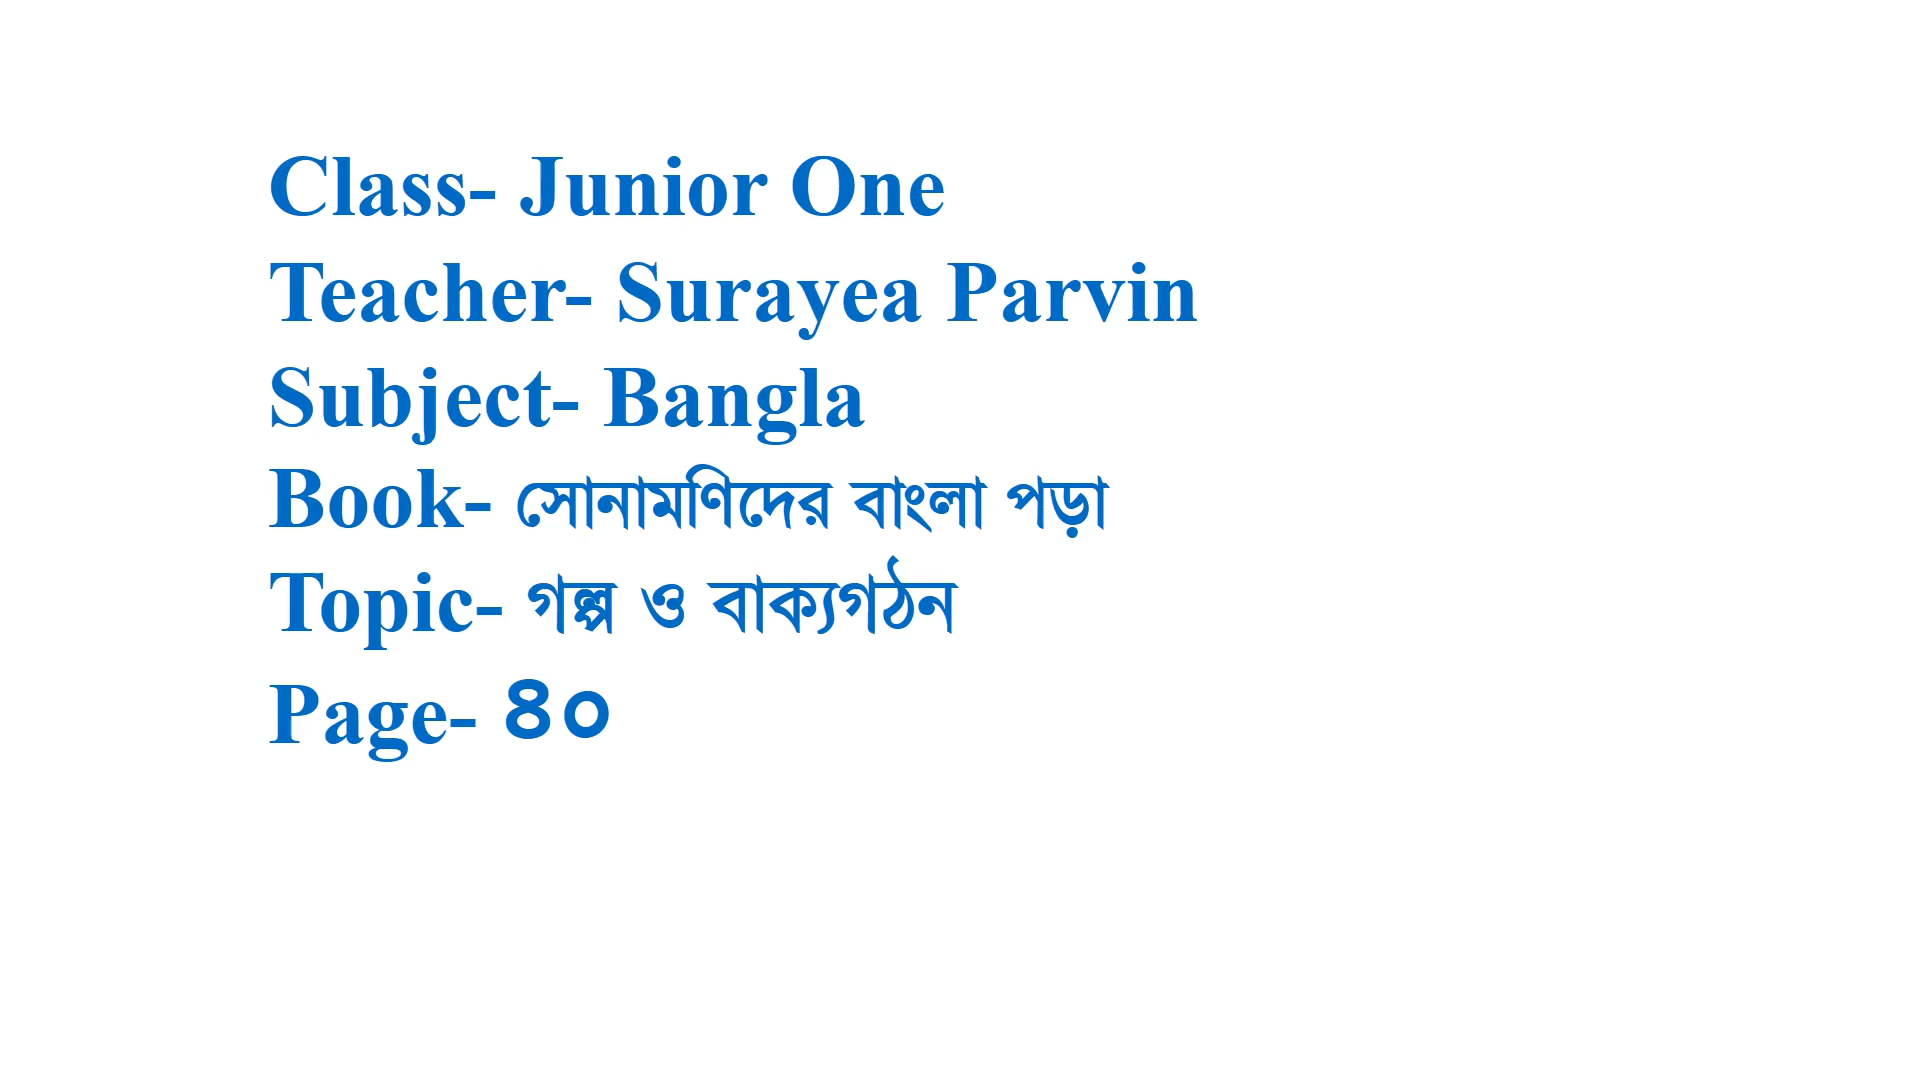 Class- Junior One
Teacher- Surayea Parvin
Subject- Bangla
Book- সোনামণিদের বাংলা পড়া
Topic- গল্প ও বাক্যগঠন
Page- ৪০